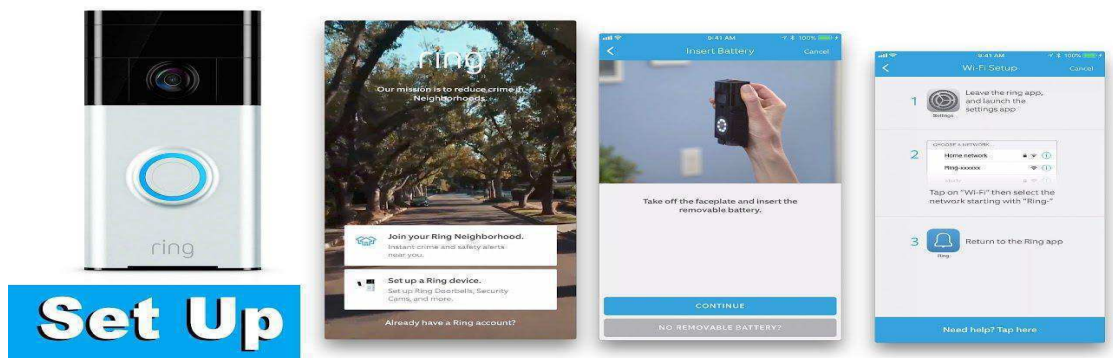 ring
Set Up
ring
Our mission is to reduce crime in
Neighborhoods.
Join your Ring Neighborhood.
Instant crime and safety alerts
near you.
Set up a Ring device.
Set up Ring Doorbells, Security
Cams, and more.
Already have a Ring account?
9:41 AM
100%
Insert Battery
Cancel
Take off the faceplate and insert the
removable battery.
CONTINUE
NO REMOVABLE BATTERY?
9:41 AM
100%
Wi-Fi Setup
Cancel
1
Leave the ring app,
and launch the
settings app
Settings
2
CHOOSE A NETWORK...
Home network
Ring-xxxxxx
Tap on "Wi-Fi" then select the
network starting with "Ring-"
3
Return to the Ring app
Ring
Need help? Tap here